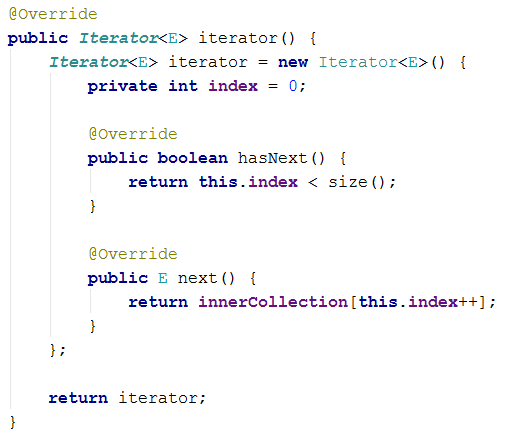 @Override
public Iterator<E> iterator() {
    Iterator<E> iterator = new Iterator<E>() {
        private int index = 0;

        @Override
        public boolean hasNext() {
            return this.index < size();
        }

        @Override
        public E next() {
            return innerCollection[this.index++];
        }
    };

    return iterator;
}